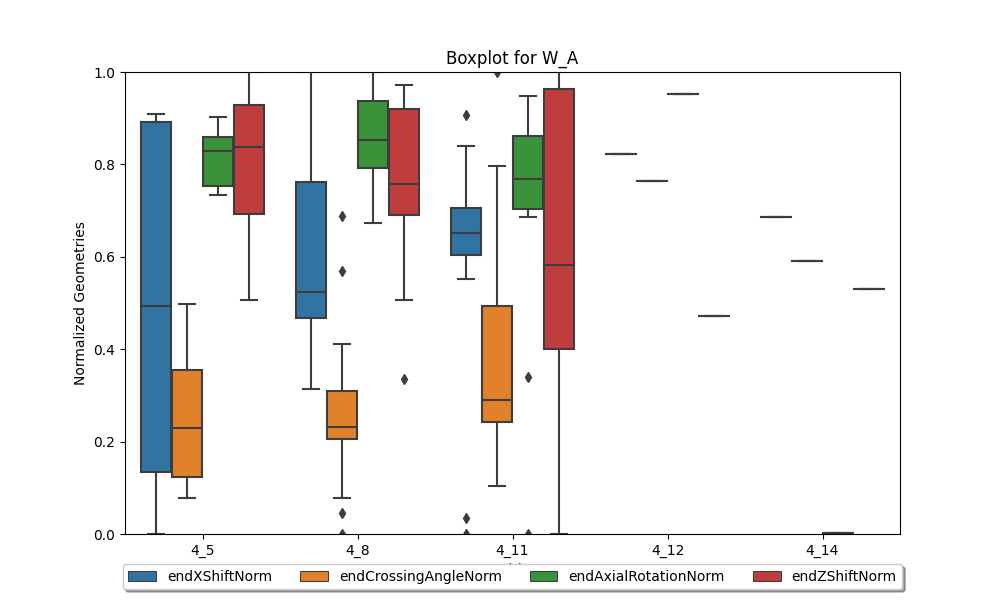 Boxplot for W_A
Normalized Geometries
1.0
0.8
0.6
0.4
0.2
0.0
4_5 4_8 4_11 4_12 4_14
endXShiftNorm endCrossingAngleNorm endAxialRotationNorm endZShiftNorm